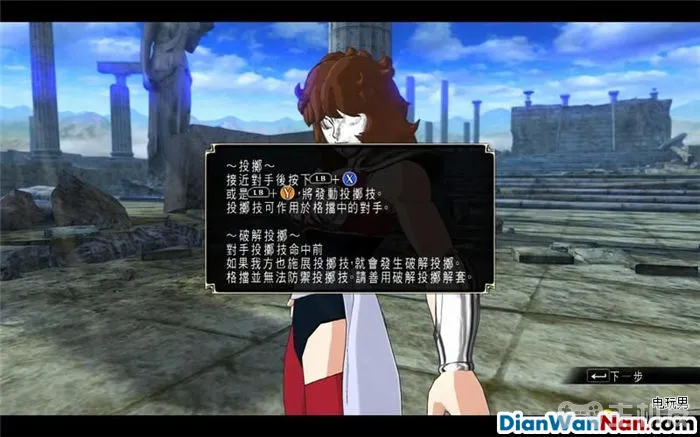 ～投擲～
接近對手後按下LB+X
或是LB+Y,將發動投擲技。
投擲技可作用於格擋中的對手。
～破解投擲～
對手投擲技命中前
如果我方也施展投擲技,就會發生破解投擲。
格擋並無法防禦投擲技。請善用破解投擲解套。
下一步
电玩男
DianWanNan.com